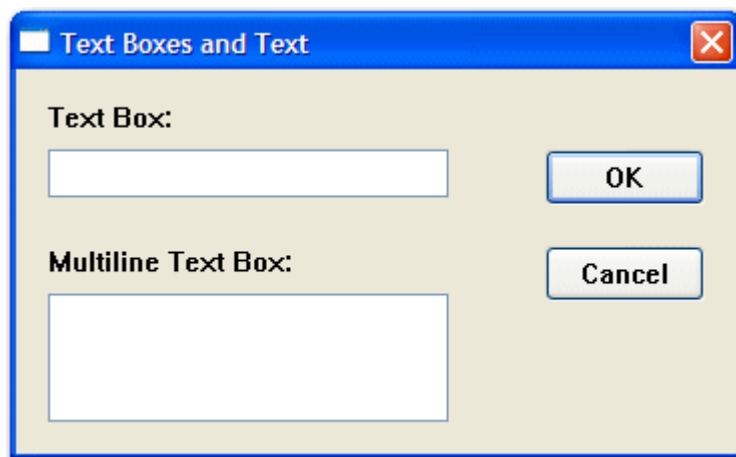 Text Boxes and Text
Text Box:
OK
Multiline Text Box:
Cancel